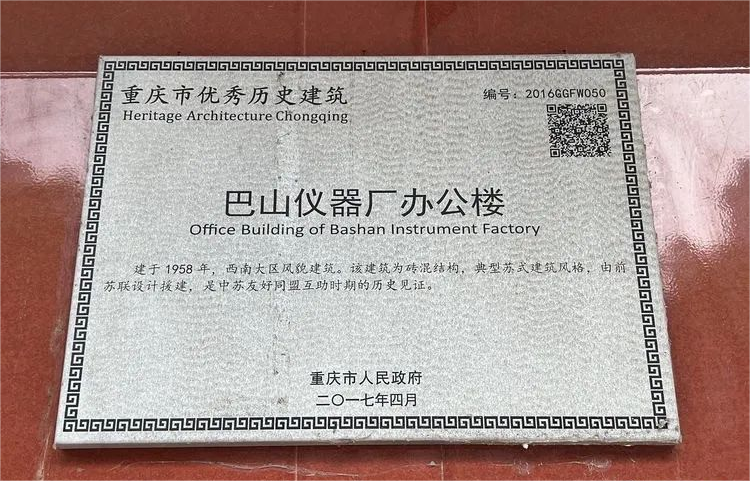 重庆市优秀历史建筑
Heritage Architecture Chongqing
编号：2016GGFW050
巴山仪器厂办公楼
Office Building of Bashan Instrument Factory
建于 1958 年，西南大区风貌建筑。该建筑为砖混结构，典型苏式建筑风格，由前
苏联设计援建，是中苏友好同盟互助时期的历史见证。
重庆市人民政府
二〇一七年四月